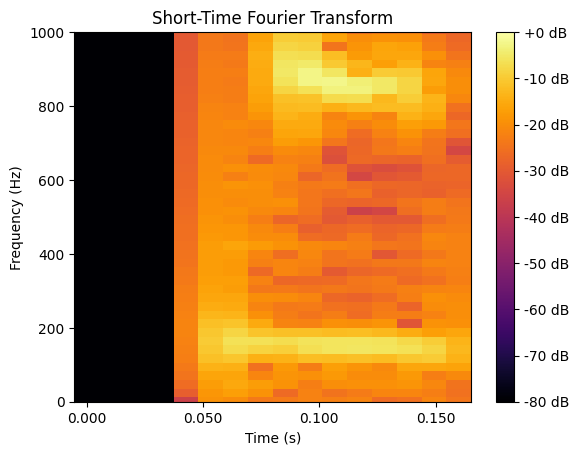 Short-Time Fourier Transform
1000
800
600
400
200
0
Frequency (Hz)
0.000
0.050
0.100
0.150
Time (s)
+0 dB
-10 dB
-20 dB
-30 dB
-40 dB
-50 dB
-60 dB
-70 dB
-80 dB